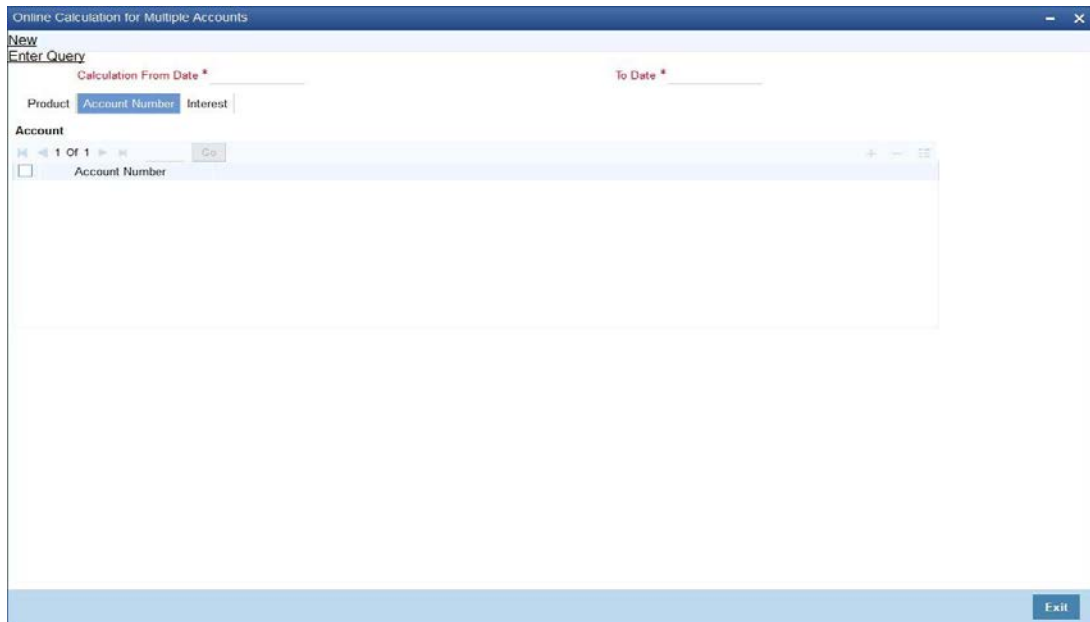 Online Calculation for Multiple Accounts
New
Enter Query
Calculation From Date * To Date *
Product Account Number Interest
Account
1 Of 1 Go
Account Number
Exit